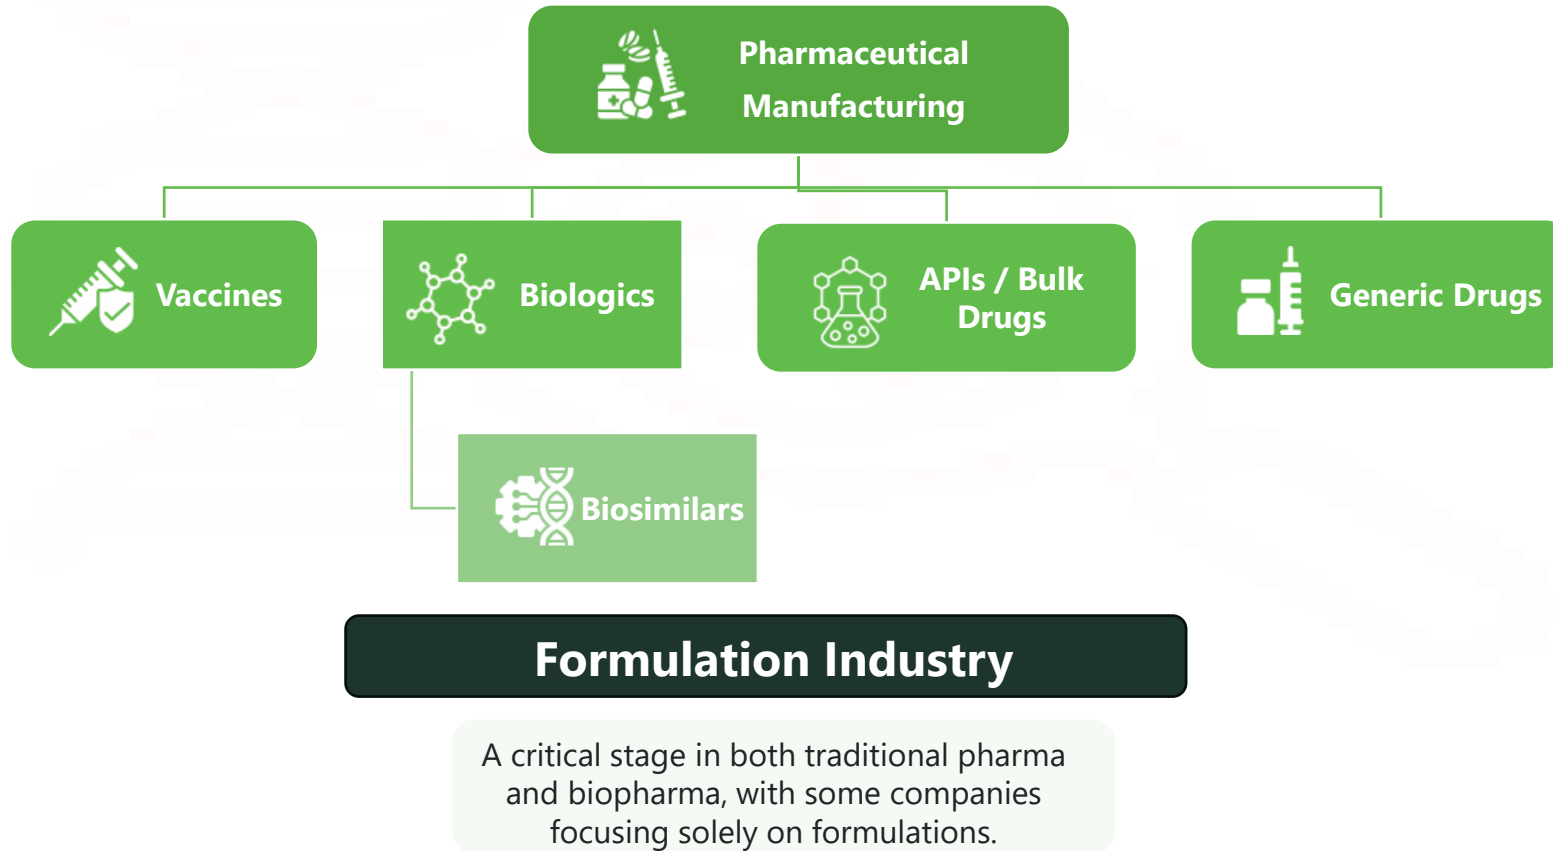 Pharmaceutical
Manufacturing
Vaccines
Biologics
APIs / Bulk
Drugs
Generic Drugs
Biosimilars
Formulation Industry
A critical stage in both traditional pharma
and biopharma, with some companies
focusing solely on formulations.